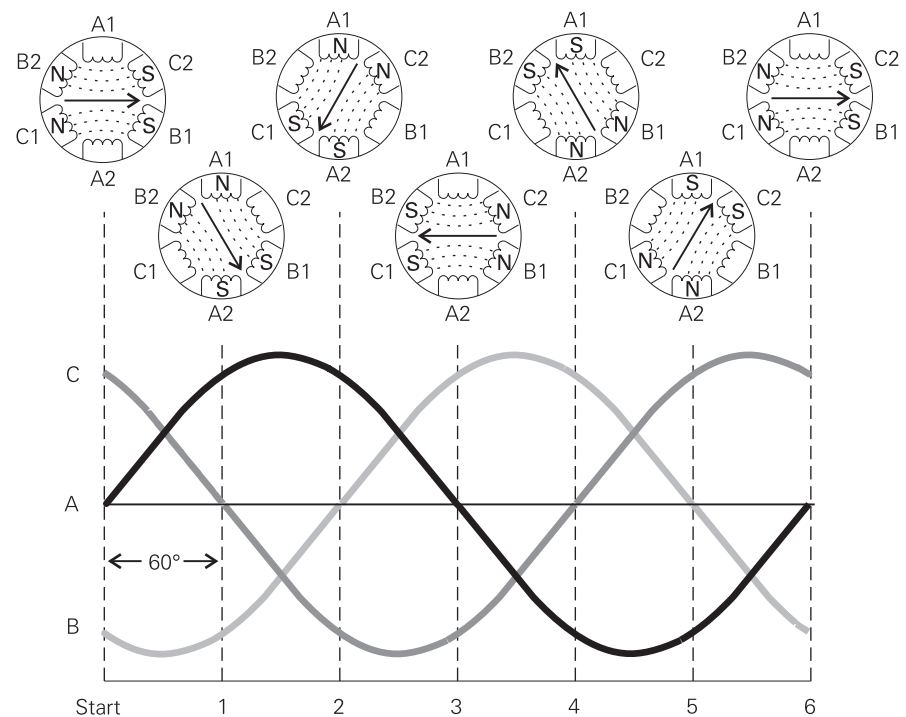 A1 A1 A1 A1
B2 N S C2 N N C2 B2 S S C2 B2 N S C2
C1 N S B1 C1 S S B1 N N B1 C1 N S B1
A2 A2 A2 A2
A1 A1 A1
B2 N N C2 B2 S N C2 B2 S S C2
C1 S S B1 C1 S N B1 C1 N N B1
A2 A2 A2
C
A
60°
B
Start 1 2 3 4 5 6